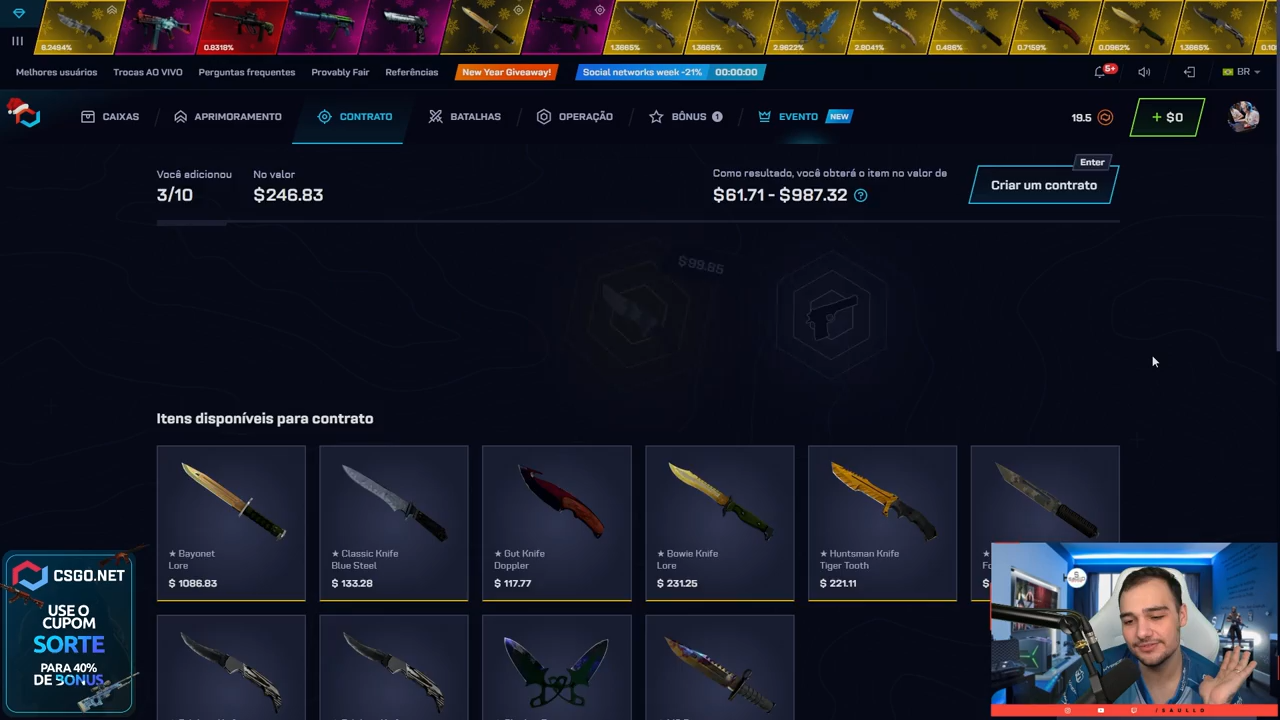 6.2494%
0.8318%
1.3665%
1.3665%
2.9622%
2.8041%
0.486%
0.7159%
0.0962%
1.3665%
Melhores usuários
Trocas AO VIVO
Perguntas frequentes
Provably Fair
Referências
New Year Giveaway!
Social networks week -21% 00:00:00
5+
BR
CAIXAS
APRIMORAMENTO
CONTRATO
BATALHAS
OPERAÇÃO
BÔNUS 1
EVENTO NEW
19.5
+ $0
Você adicionou
3/10
No valor
$246.83
Como resultado, você obterá o item no valor de
$61.71 - $987.32 ?
Enter
Criar um contrato
Itens disponíveis para contrato
★ Bayonet
Lore
$ 1086.83
★ Classic Knife
Blue Steel
$ 133.28
★ Gut Knife
Doppler
$ 117.77
★ Bowie Knife
Lore
$ 231.25
★ Huntsman Knife
Tiger Tooth
$ 221.11
CSGO.NET
USE O
CUPOM
SORTE
PARA 40%
DE BONUS
/SAULLO